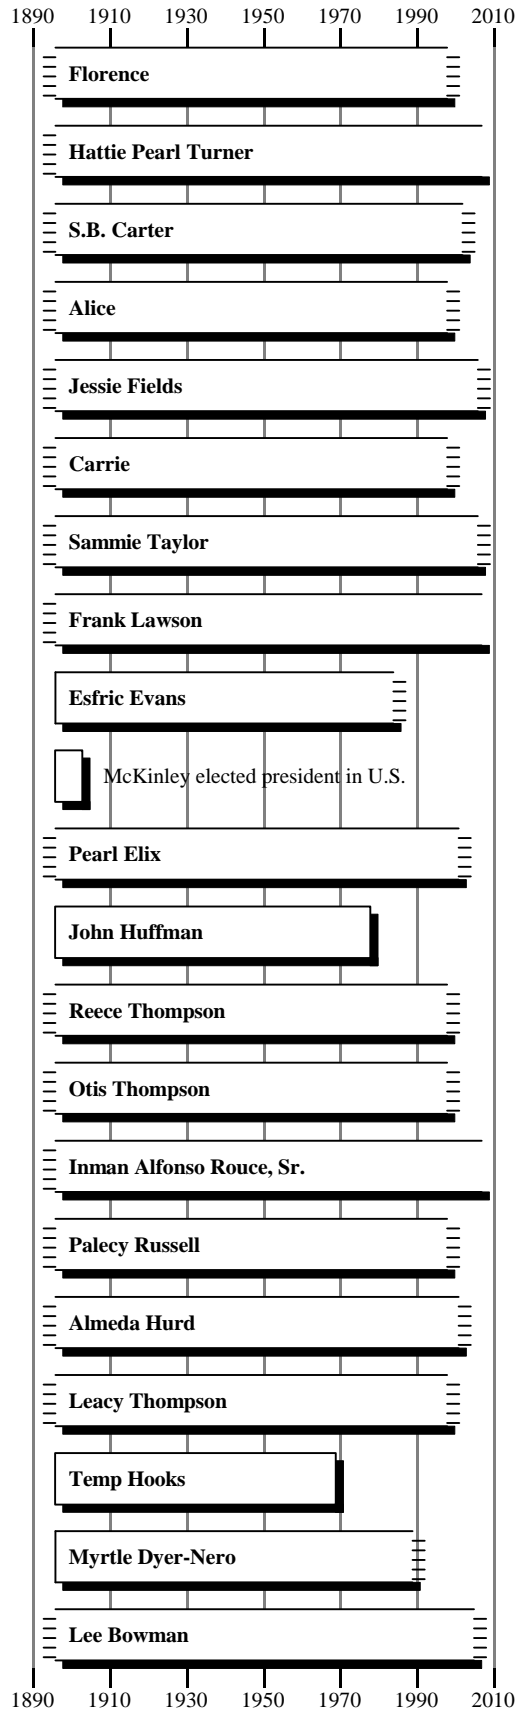 1890 1910 1930 1950 1970 1990 2010
Florence
Hattie Pearl Turner
S.B. Carter
Alice
Jessie Fields
Carrie
Sammie Taylor
Frank Lawson
Esfric Evans
McKinley elected president in U.S.
Pearl Elix
John Huffman
Reece Thompson
Otis Thompson
Inman Alfonso Rouce, Sr.
Palecy Russell
Almeda Hurd
Leacy Thompson
Temp Hooks
Myrtle Dyer-Nero
Lee Bowman
1890 1910 1930 1950 1970 1990 2010